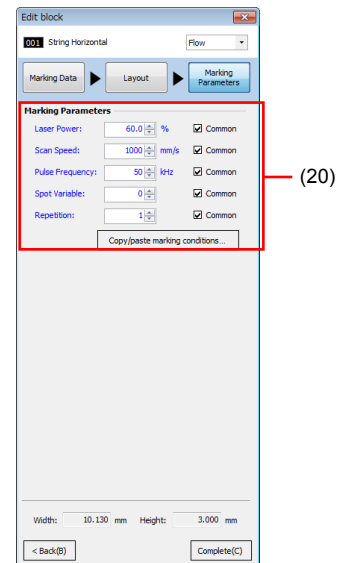 Edit block
001 String Horizontal Flow
Marking Data Layout Marking Parameters
Marking Parameters
Laser Power: 60.0 % Common
Scan Speed: 1000 mm/s Common
Pulse Frequency: 50 kHz Common
(20)
Spot Variable: 0 Common
Repetition: 1 Common
Copy/paste marking conditions...
Width: 10.130 mm Height: 3.000 mm
< Back(B) Complete(C)